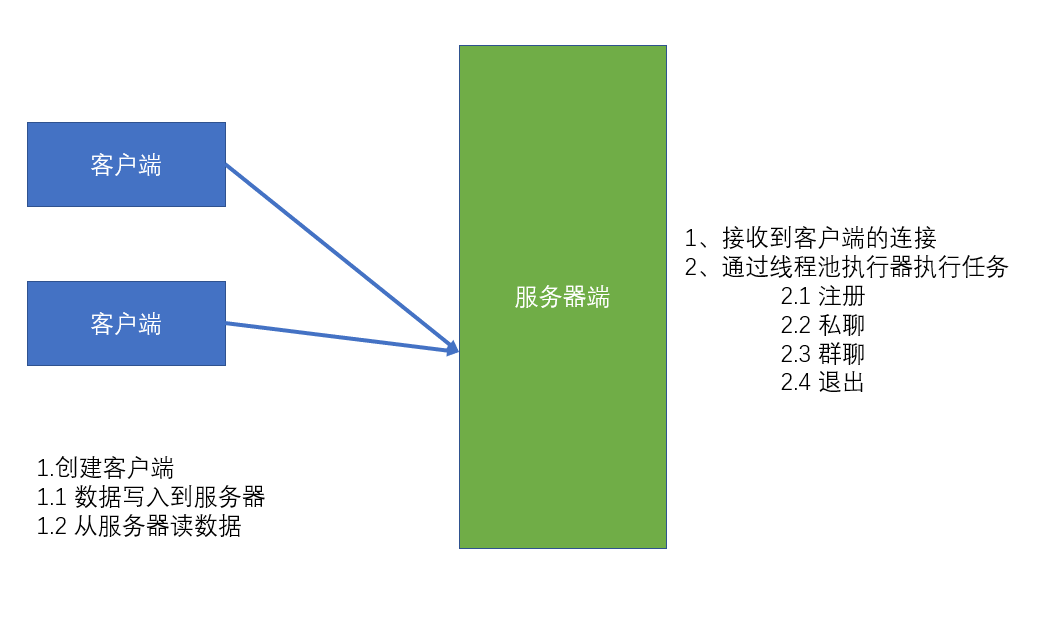 客户端
客户端
1.创建客户端
1.1 数据写入到服务器
1.2 从服务器读数据
服务器端
1、接收到客户端的连接
2、通过线程池执行器执行任务
2.1 注册
2.2 私聊
2.3 群聊
2.4 退出